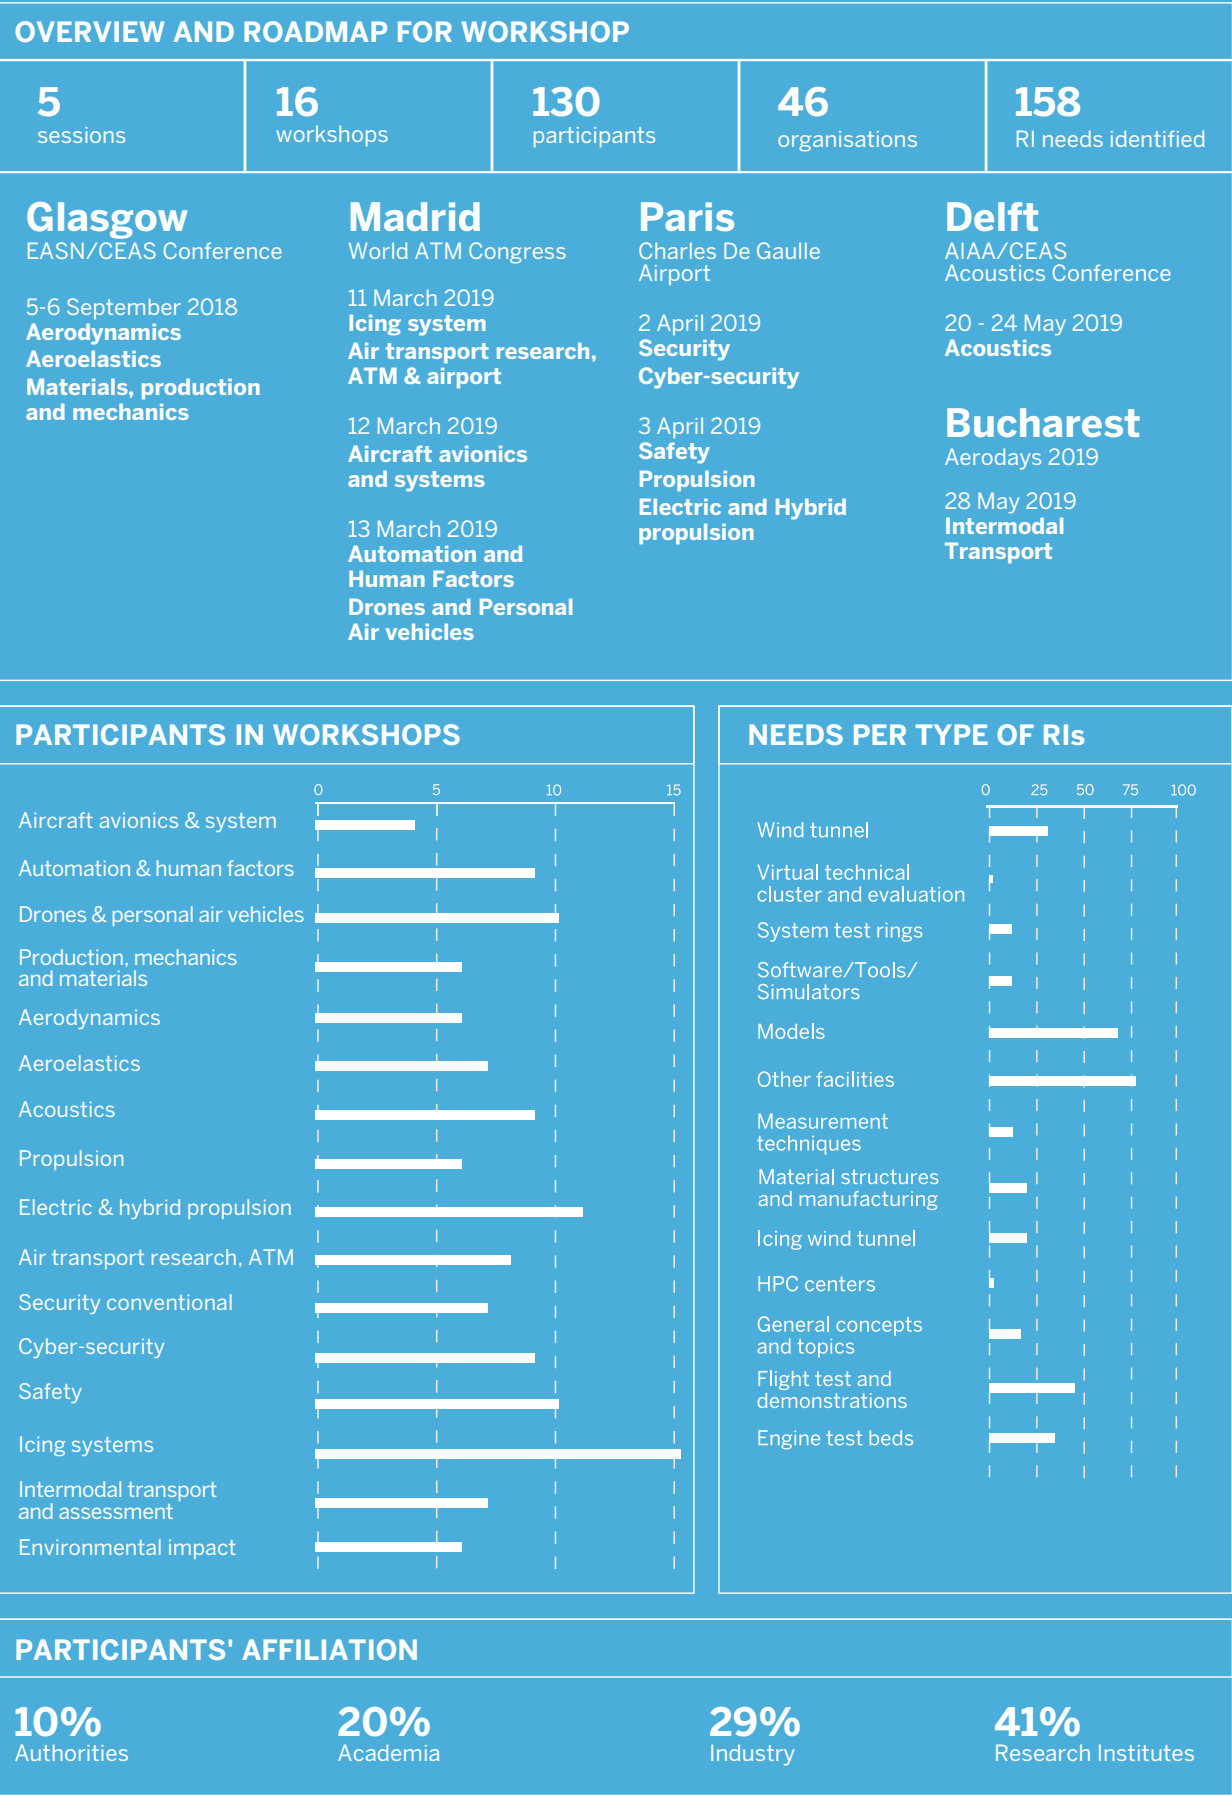 OVERVIEW AND ROADMAP FOR WORKSHOP
5
sessions
16
workshops
130
participants
46
organisations
158
RI needs identified
Glasgow
EASN/CEAS Conference
5-6 September 2018
Aerodynamics
Aeroelastics
Materials, production
and mechanics
Madrid
World ATM Congress
11 March 2019
Icing system
Air transport research,
ATM & airport
12 March 2019
Aircraft avionics
and systems
13 March 2019
Automation and
Human Factors
Drones and Personal
Air vehicles
Paris
Charles De Gaulle
Airport
2 April 2019
Security
Cyber-security
3 April 2019
Safety
Propulsion
Electric and Hybrid
propulsion
Delft
AIAA/CEAS
Acoustics Conference
20 - 24 May 2019
Acoustics
Bucharest
Aerodays 2019
28 May 2019
Intermodal
Transport
PARTICIPANTS IN WORKSHOPS
0 5 10 15
Aircraft avionics & system
Automation & human factors
Drones & personal air vehicles
Production, mechanics
and materials
Aerodynamics
Aeroelastics
Acoustics
Propulsion
Electric & hybrid propulsion
Air transport research, ATM
Security conventional
Cyber-security
Safety
Icing systems
Intermodal transport
and assessment
Environmental impact
NEEDS PER TYPE OF RIs
0 25 50 75 100
Wind tunnel
Virtual technical
cluster and evaluation
System test rings
Software/Tools/
Simulators
Models
Other facilities
Measurement
techniques
Material structures
and manufacturing
Icing wind tunnel
HPC centers
General concepts
and topics
Flight test and
demonstrations
Engine test beds
PARTICIPANTS' AFFILIATION
10%
Authorities
20%
Academia
29%
Industry
41%
Research Institutes